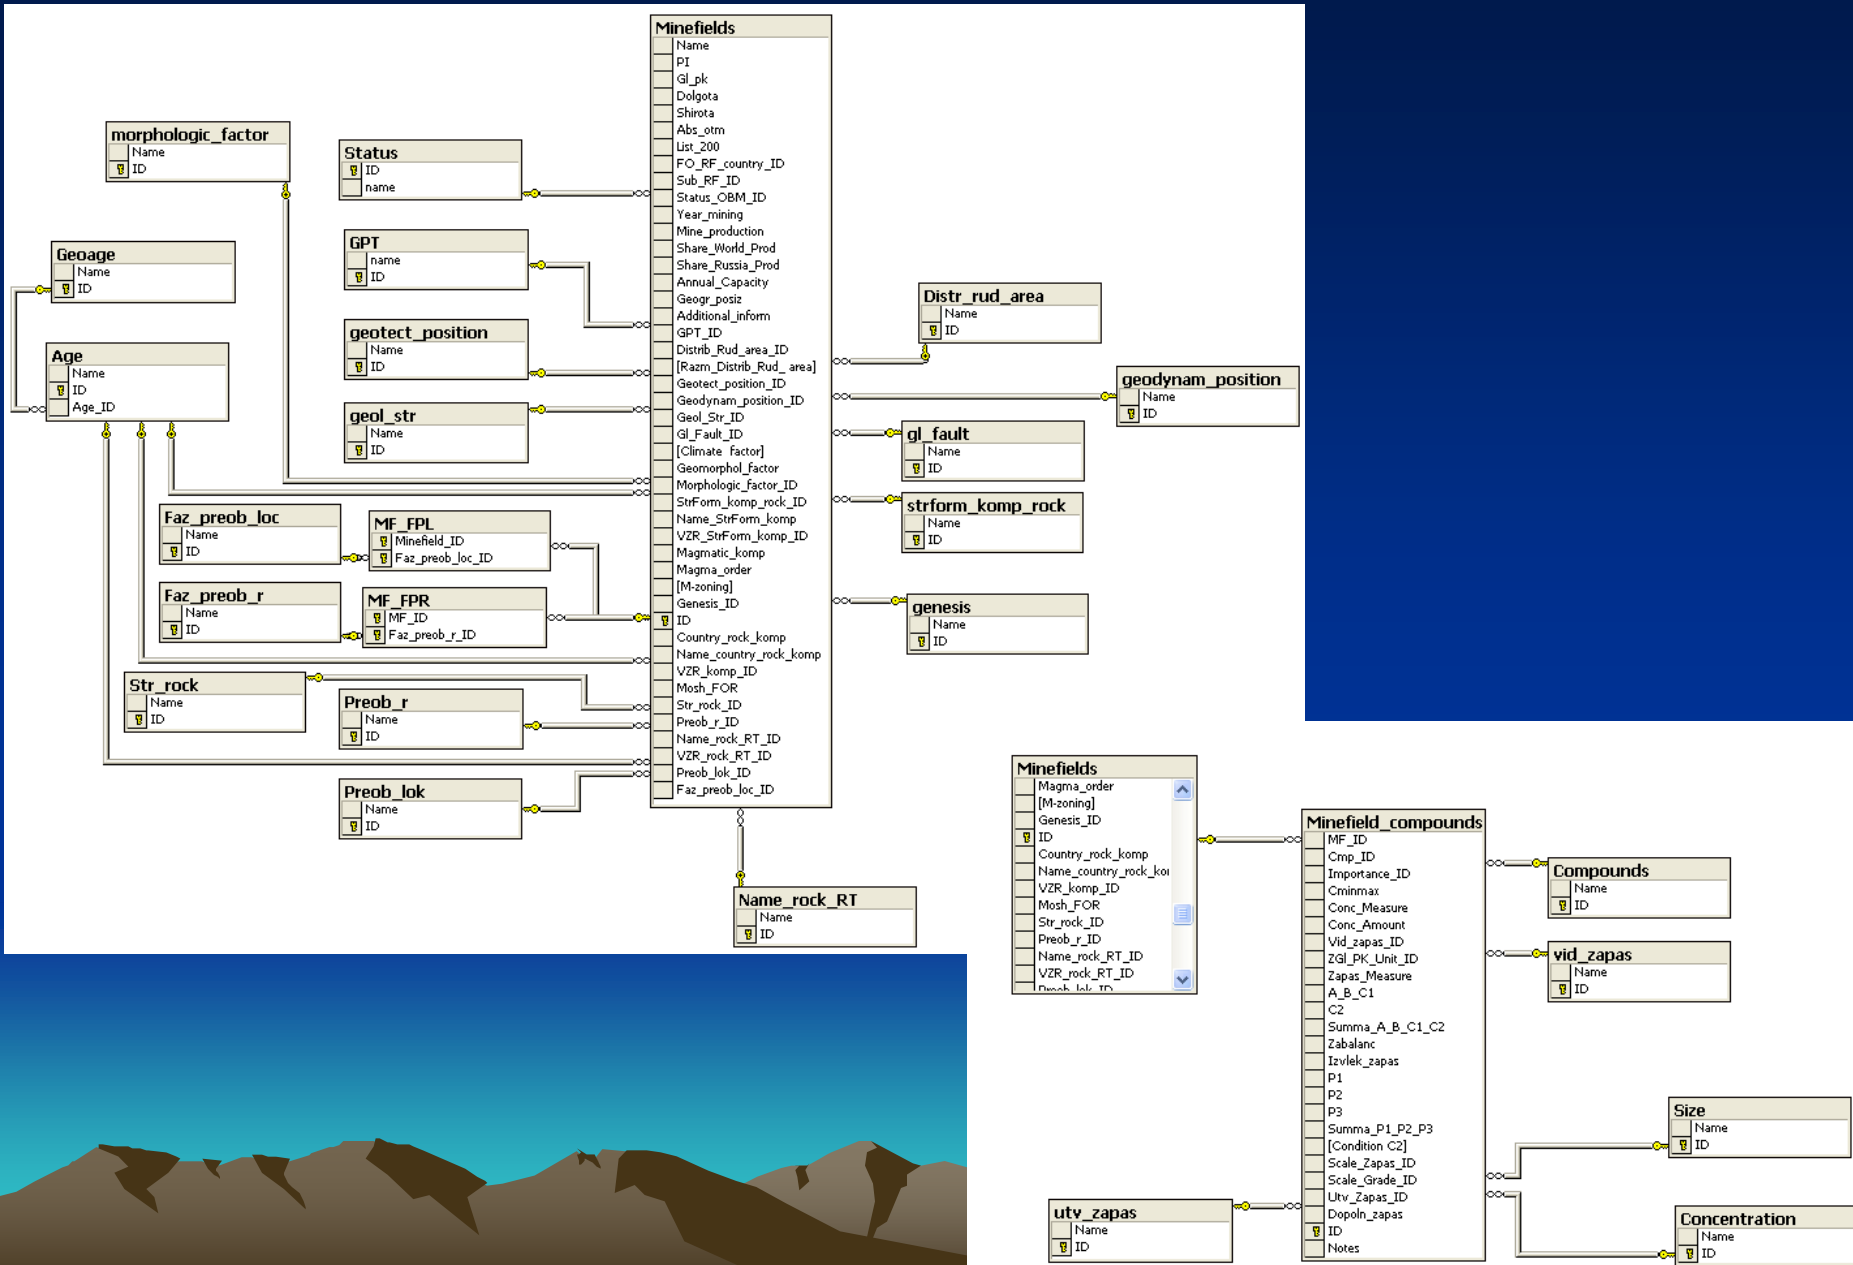 Minefields
Name
PI
Gl_pk
Dolgota
Shirota
Abs_otm
List_200
FO_RF_country_ID
Sub_RF_ID
Status_OBM_ID
Year_mining
Mine_production
Share_World_Prod
Share_Russia_Prod
Annual_Capacity
Geogr_posiz
Additional_inform
GPT_ID
Distrib_Rud_area_ID
[Razm_Distrib_Rud_ area]
Geotect_position_ID
Geodynam_position_ID
Geol_Str_ID
Gl_Fault_ID
[Climate factor]
Geomorphol_factor
Morphologic_factor_ID
StrForm_komp_rock_ID
Name_StrForm_komp
VZR_StrForm_komp_ID
Magmatic_komp
Magma_order
[M-zoning]
Genesis_ID
ID
Country_rock_komp
Name_country_rock_komp
VZR_komp_ID
Mosh_FOR
Str_rock_ID
Preob_r_ID
Name_rock_RT_ID
VZR_rock_RT_ID
Preob_lok_ID
Faz_preob_loc_ID
morphologic_factor
Name
ID
Status
ID
name
Geoage
Name
ID
GPT
name
ID
geotect_position
Name
ID
Age
Name
ID
Age_ID
geol_str
Name
ID
Faz_preob_loc
Name
ID
MF_FPL
Minefield_ID
Faz_preob_loc_ID
Faz_preob_r
Name
ID
MF_FPR
MF_ID
Faz_preob_r_ID
Str_rock
Name
ID
Preob_r
Name
ID
Preob_lok
Name
ID
Distr_rud_area
Name
ID
geodynam_position
Name
ID
gl_fault
Name
ID
strform_komp_rock
Name
ID
genesis
Name
ID
Name_rock_RT
Name
ID
Minefields
Magma_order
[M-zoning]
Genesis_ID
ID
Country_rock_komp
Name_country_rock_kor
VZR_komp_ID
Mosh_FOR
Str_rock_ID
Preob_r_ID
Name_rock_RT_ID
VZR_rock_RT_ID
Preob_lok_ID
Minefield_compounds
MF_ID
Cmp_ID
Importance_ID
Cminmax
Conc_Measure
Conc_Amount
Vid_zapas_ID
ZGl_PK_Unit_ID
Zapas_Measure
A_B_C1
C2
Summa_A_B_C1_C2
Zabalanc
Izvlek_zapas
P1
P2
P3
Summa_P1_P2_P3
[Condition C2]
Scale_Zapas_ID
Scale_Grade_ID
Utv_Zapas_ID
Dopoln_zapas
ID
Notes
Compounds
Name
ID
vid_zapas
Name
ID
Size
Name
ID
utv_zapas
Name
ID
Concentration
Name
ID